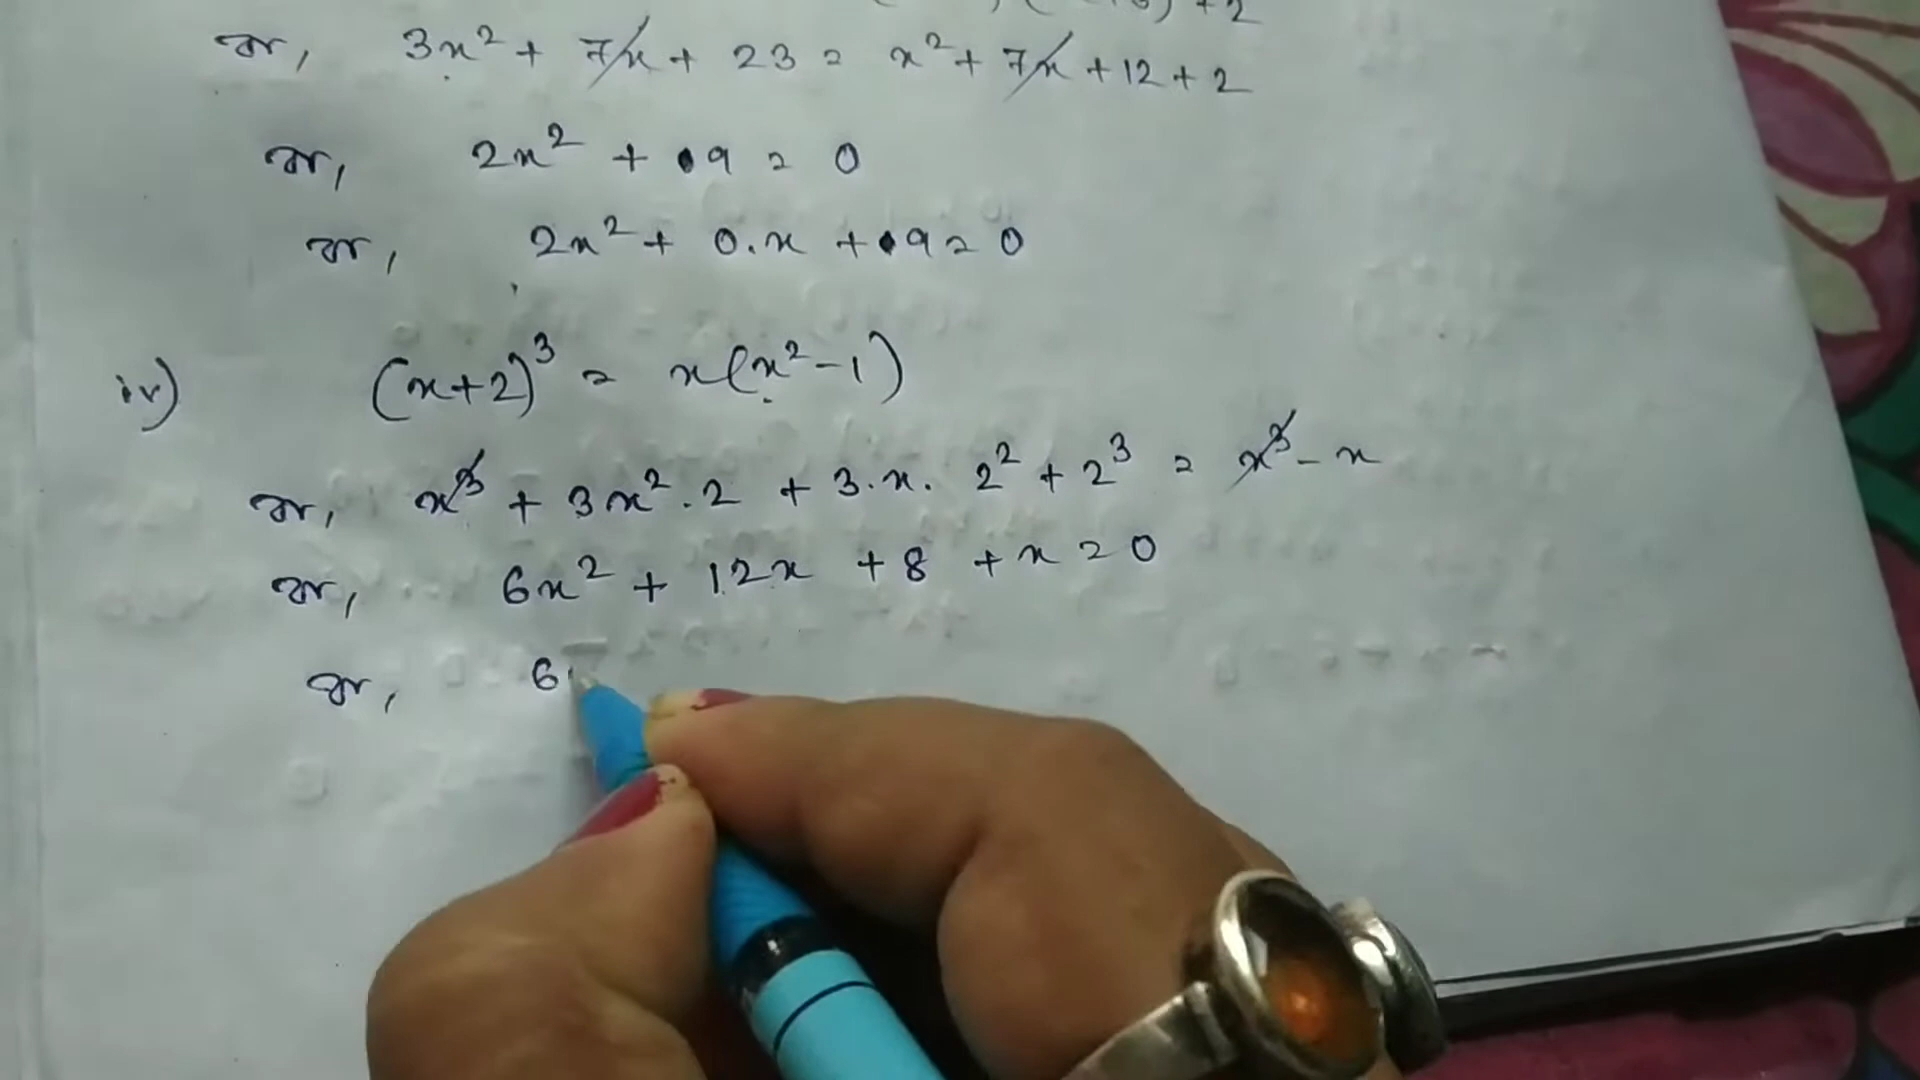 + 2
বা, 3x² + 7x + 23 = x² + 7x + 12 + 2
বা, 2x² + 9 = 0
বা, 2x² + 0.x + 9 = 0
iv) (x+2)³ = x(x²-1)
বা, x³ + 3x².2 + 3.x.2² + 2³ = x³ - x
বা, 6x² + 12x + 8 + x = 0
বা, 6